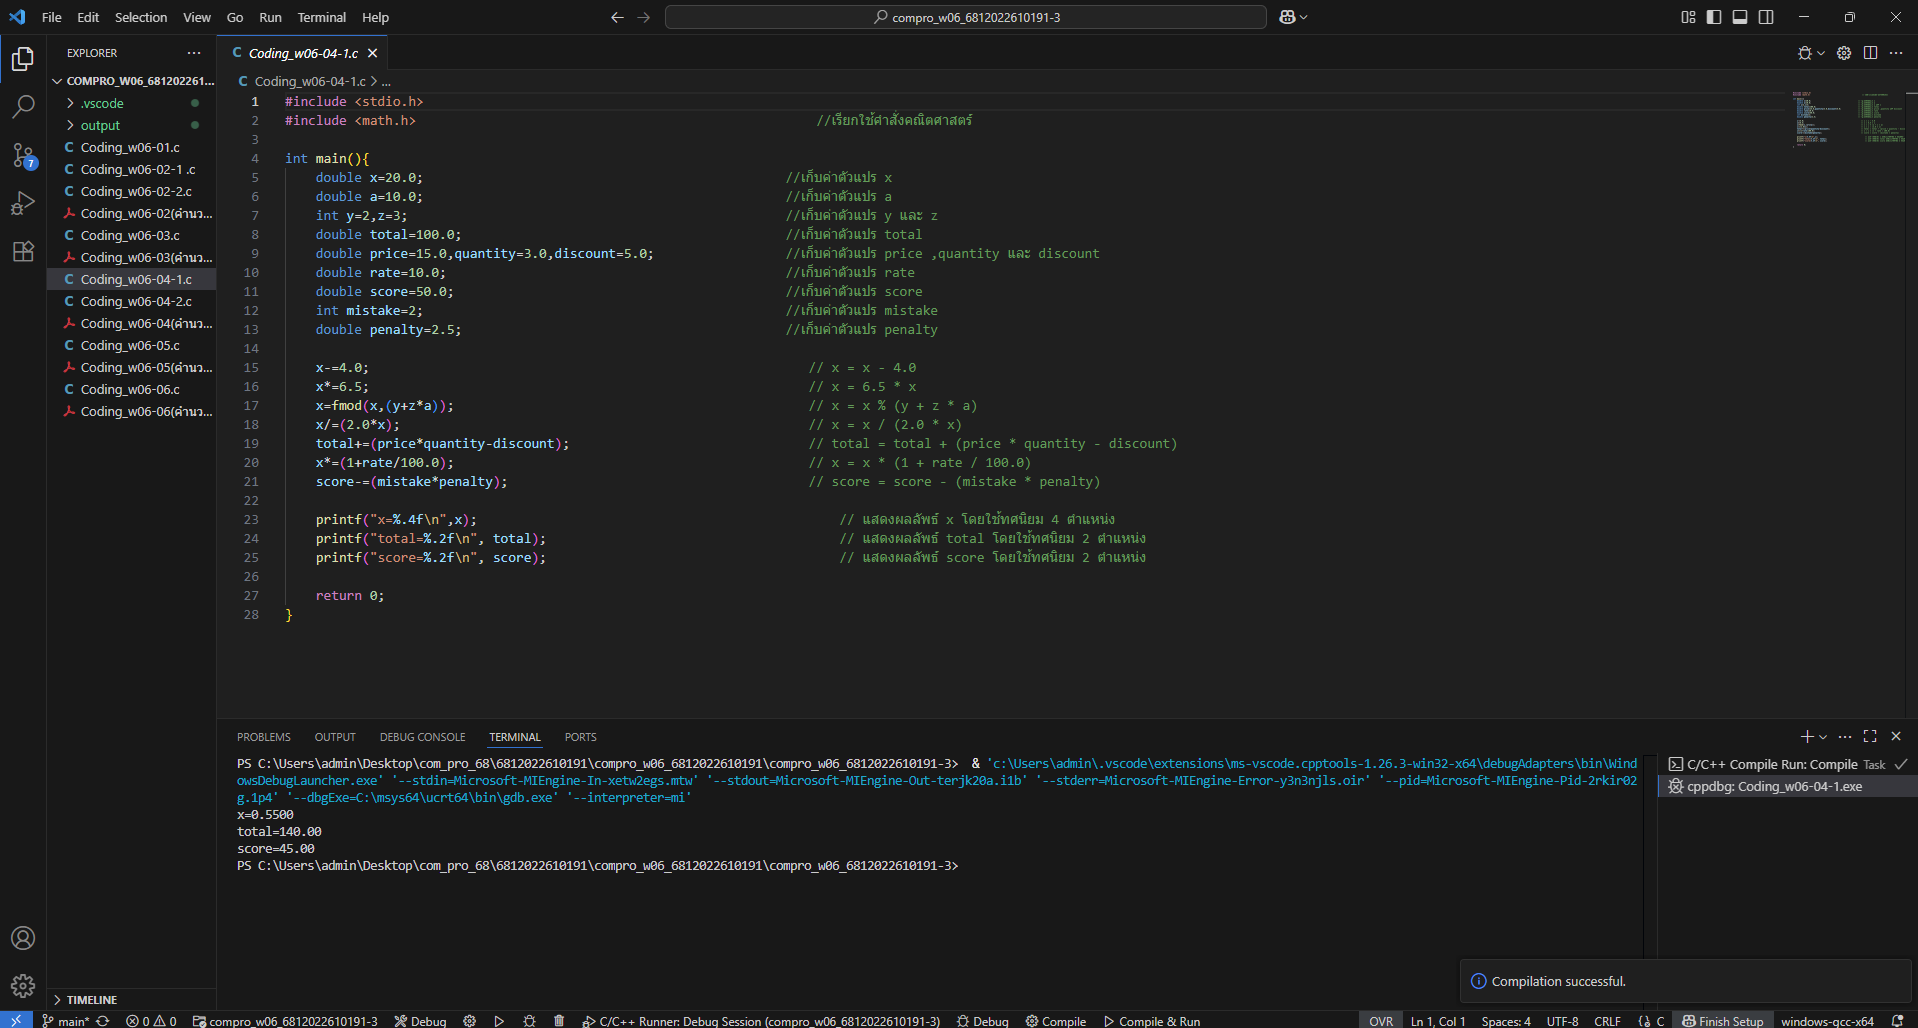 File Edit Selection View Go Run Terminal Help
compro_w06_6812022610191-3
EXPLORER
COMPRO_W06_681202261...
.vscode
output
Coding_w06-01.c
Coding_w06-02-1 .c
Coding_w06-02-2.c
Coding_w06-02(คำนว...
Coding_w06-03.c
Coding_w06-03(คำนว...
Coding_w06-04-1.c
Coding_w06-04-2.c
Coding_w06-04(คำนว...
Coding_w06-05.c
Coding_w06-05(คำนว...
Coding_w06-06.c
Coding_w06-06(คำนว...
TIMELINE
7
C Coding_w06-04-1.c
C Coding_w06-04-1.c > ...
1 #include <stdio.h>
2 #include <math.h> //เรียกใช้คำสั่งคณิตศาสตร์
3
4 int main(){
5 double x=20.0; //เก็บค่าตัวแปร x
6 double a=10.0; //เก็บค่าตัวแปร a
7 int y=2,z=3; //เก็บค่าตัวแปร y และ z
8 double total=100.0; //เก็บค่าตัวแปร total
9 double price=15.0,quantity=3.0,discount=5.0; //เก็บค่าตัวแปร price ,quantity และ discount
10 double rate=10.0; //เก็บค่าตัวแปร rate
11 double score=50.0; //เก็บค่าตัวแปร score
12 int mistake=2; //เก็บค่าตัวแปร mistake
13 double penalty=2.5; //เก็บค่าตัวแปร penalty
14
15 x-=4.0; // x = x - 4.0
16 x*=6.5; // x = 6.5 * x
17 x=fmod(x,(y+z*a)); // x = x % (y + z * a)
18 x/=(2.0*x); // x = x / (2.0 * x)
19 total+=(price*quantity-discount); // total = total + (price * quantity - discount)
20 x*=(1+rate/100.0); // x = x * (1 + rate / 100.0)
21 score-=(mistake*penalty); // score = score - (mistake * penalty)
22
23 printf("x=%.4f\n",x); // แสดงผลลัพธ์ x โดยใช้ทศนิยม 4 ตำแหน่ง
24 printf("total=%.2f\n", total); // แสดงผลลัพธ์ total โดยใช้ทศนิยม 2 ตำแหน่ง
25 printf("score=%.2f\n", score); // แสดงผลลัพธ์ score โดยใช้ทศนิยม 2 ตำแหน่ง
26
27 return 0;
28 }
PROBLEMS OUTPUT DEBUG CONSOLE TERMINAL PORTS
PS C:\Users\admin\Desktop\com_pro_68\6812022610191\compro_w06_6812022610191\compro_w06_6812022610191-3> & 'c:\Users\admin\.vscode\extensions\ms-vscode.cpptools-1.26.3-win32-x64\debugAdapters\bin\Wind
owsDebugLauncher.exe' '--stdin=Microsoft-MIEngine-In-xetw2egs.mtw' '--stdout=Microsoft-MIEngine-Out-terjk20a.i1b' '--stderr=Microsoft-MIEngine-Error-y3n3njls.oir' '--pid=Microsoft-MIEngine-Pid-2rkir02
g.1p4' '--dbgExe=C:\msys64\ucrt64\bin\gdb.exe' '--interpreter=mi'
x=0.5500
total=140.00
score=45.00
PS C:\Users\admin\Desktop\com_pro_68\6812022610191\compro_w06_6812022610191\compro_w06_6812022610191-3>
C/C++ Compile Run: Compile Task
cppdbg: Coding_w06-04-1.exe
Compilation successful.
main* 0 0 compro_w06_6812022610191-3 Debug C/C++ Runner: Debug Session (compro_w06_6812022610191-3) Debug Compile Compile & Run OVR Ln 1, Col 1 Spaces: 4 UTF-8 CRLF {} C Finish Setup windows-gcc-x64